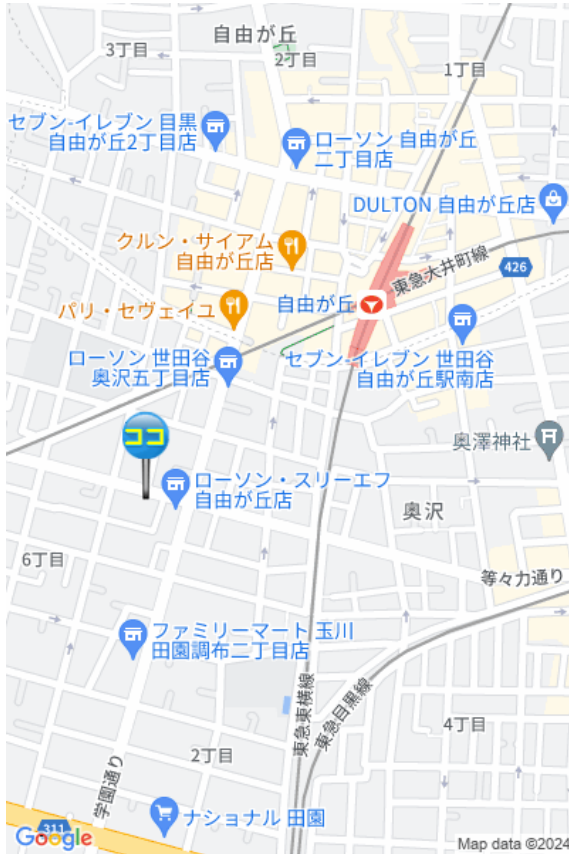 自由が丘
3丁目
2丁目
1丁目
セブン-イレブン 目黒
自由が丘2丁目店
ローソン 自由が丘
二丁目店
DULTON 自由が丘店
クルン・サイアム
自由が丘店
東急大井町線
426
自由が丘
パリ・セヴェイユ
ローソン 世田谷
奥沢五丁目店
セブン-イレブン 世田谷
自由が丘駅南店
ココ
奥澤神社
ローソン・スリーエフ
自由が丘店
奥沢
6丁目
等々力通り
ファミリーマート 玉川
田園調布二丁目店
東急東横線
東急目黒線
4丁目
2丁目
学園通り
311
ナショナル 田園
Google
Map data ©2024